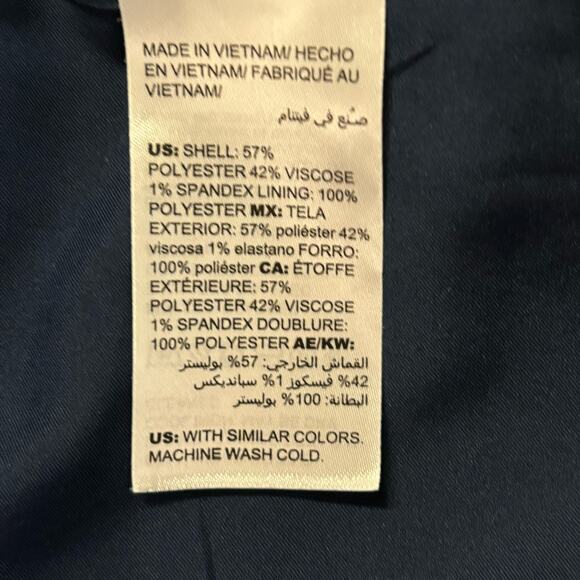 MADE IN VIETNAM/ HECHO
EN VIETNAM/ FABRIQUÉ AU
VIETNAM/
صُنع في فيتنام
US: SHELL: 57%
POLYESTER 42% VISCOSE
1% SPANDEX LINING: 100%
POLYESTER MX: TELA
EXTERIOR: 57% poliéster 42%
viscosa 1% elastano FORRO:
100% poliéster CA: ÉTOFFE
EXTÉRIEURE: 57%
POLYESTER 42% VISCOSE
1% SPANDEX DOUBLURE:
100% POLYESTER AE/KW:
القماش الخارجي: 57% بوليستر
42% فيسكوز 1% سباندیكس
البطانة: 100% بوليستر
US: WITH SIMILAR COLORS.
MACHINE WASH COLD.